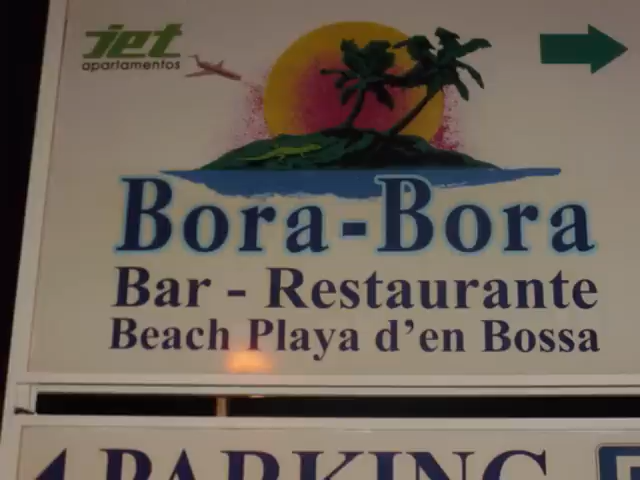 jet
apartamentos
Bora-Bora
Bar - Restaurante
Beach Playa d'en Bossa
PARKING